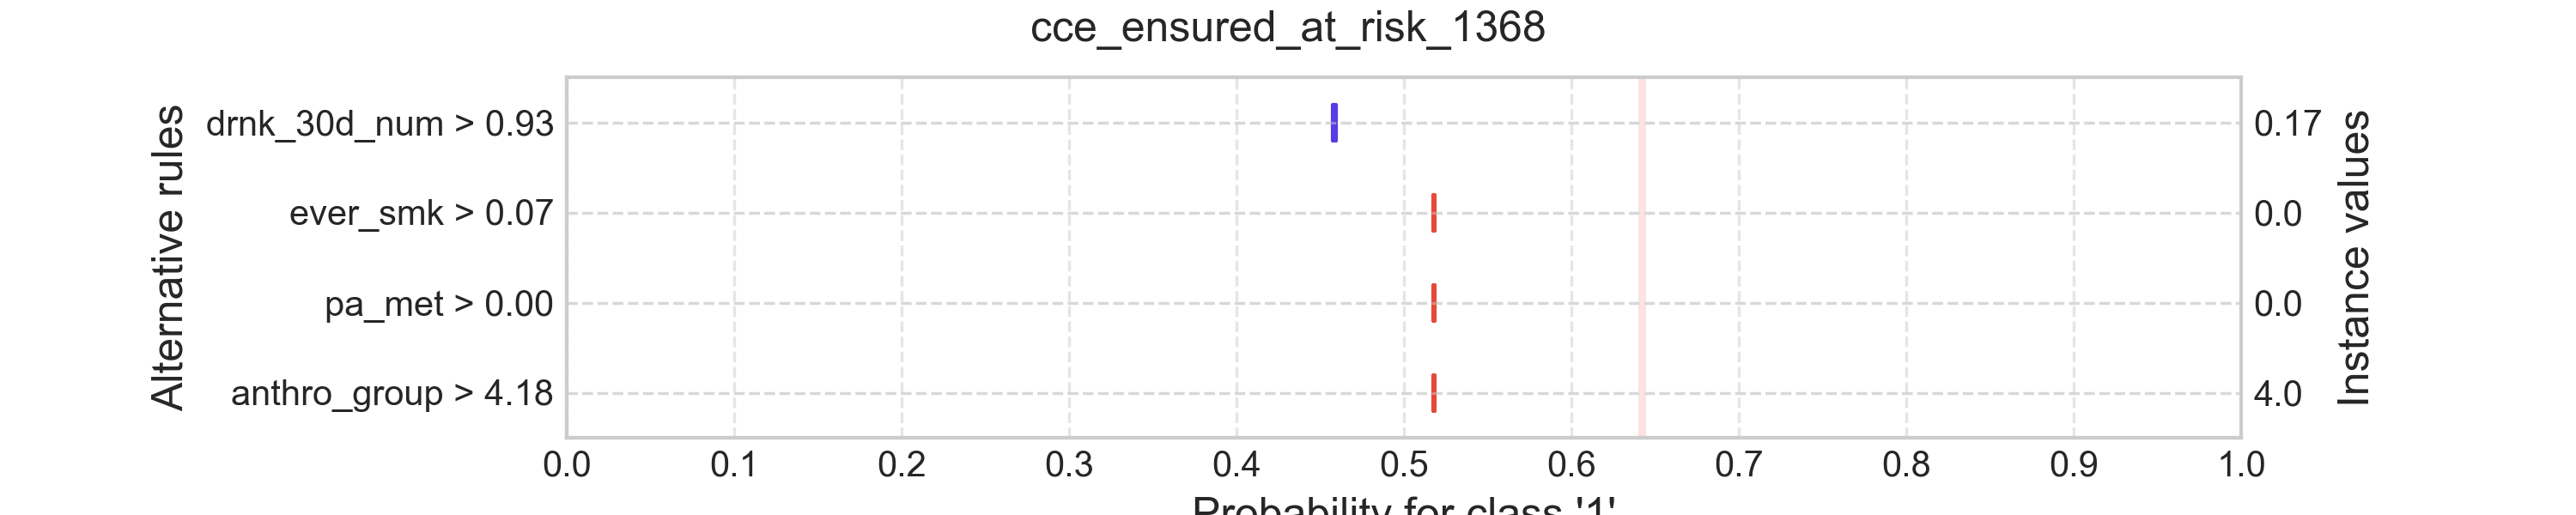 cce_ensured_at_risk_1368
Alternative rules
drnk_30d_num > 0.93
ever_smk > 0.07
pa_met > 0.00
anthro_group > 4.18
0.17
0.0
0.0
4.0
Instance values
0.0 0.1 0.2 0.3 0.4 0.5 0.6 0.7 0.8 0.9 1.0
Probability for class '1'